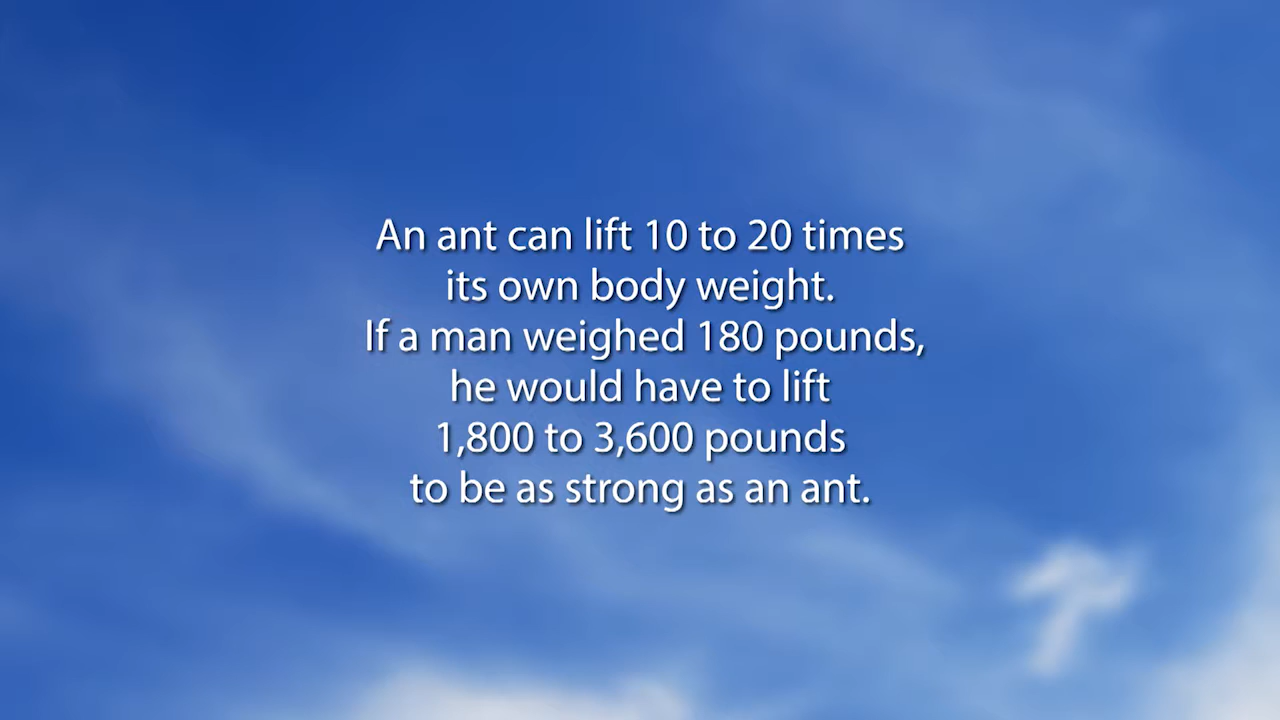 An ant can lift 10 to 20 times
its own body weight.
If a man weighed 180 pounds,
he would have to lift
1,800 to 3,600 pounds
to be as strong as an ant.